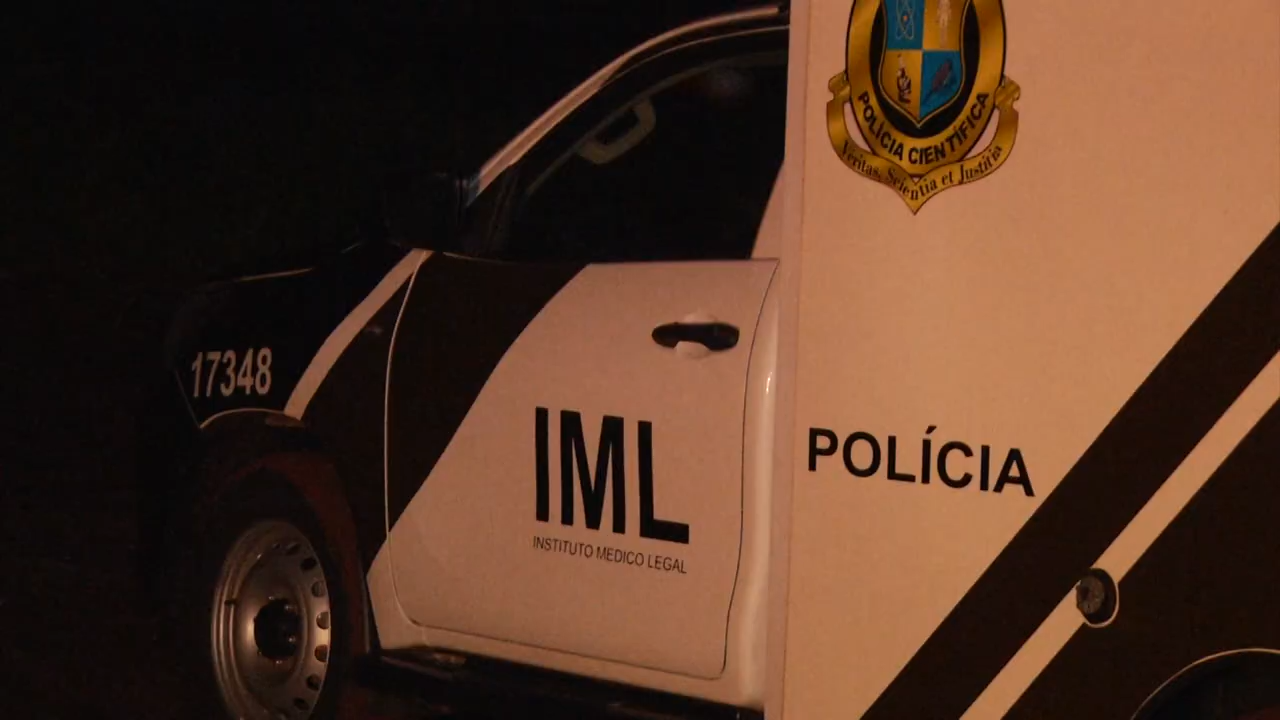 POLÍCIA CIENTÍFICA
Veritas, Scientia et Justitia
17348
IML
INSTITUTO MEDICO LEGAL
POLÍCIA